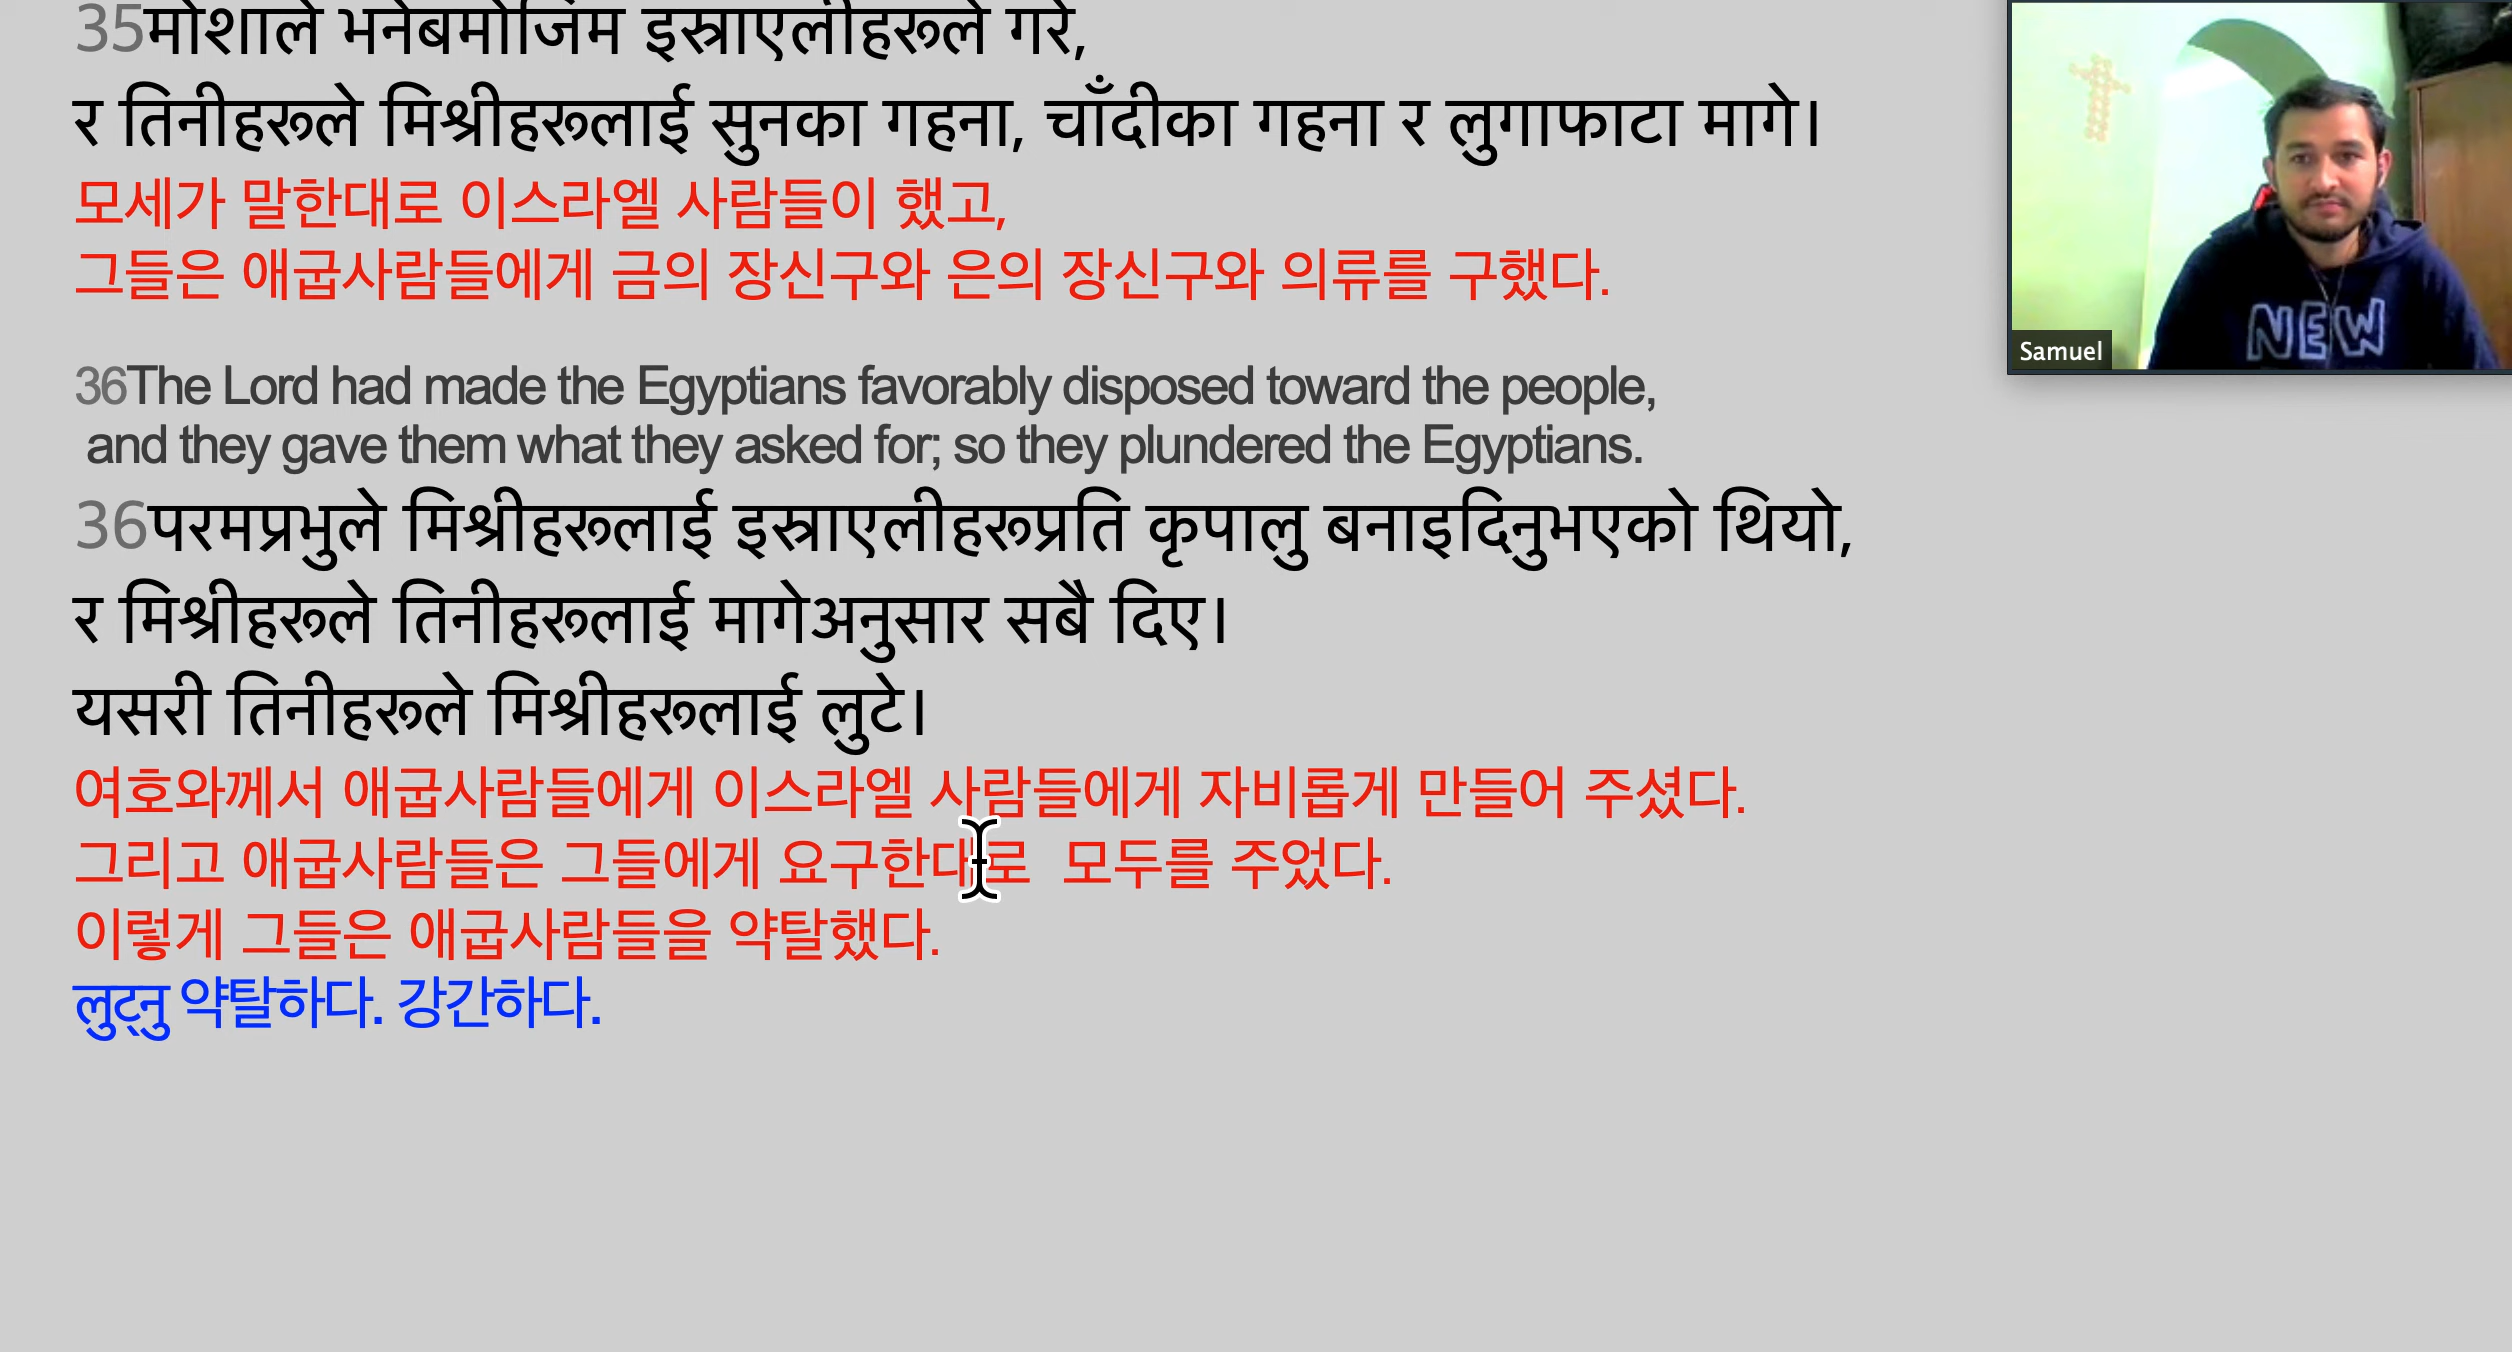 35मोशाले भनेबमोजिम इस्राएलीहरूले गरे,
र तिनीहरूले मिश्रीहरूलाई सुनका गहना, चाँदीका गहना र लुगाफाटा मागे।
모세가 말한대로 이스라엘 사람들이 했고,
그들은 애굽사람들에게 금의 장신구와 은의 장신구와 의류를 구했다.
36The Lord had made the Egyptians favorably disposed toward the people,
and they gave them what they asked for; so they plundered the Egyptians.
36परमप्रभुले मिश्रीहरूलाई इस्राएलीहरूप्रति कृपालु बनाइदिनुभएको थियो,
र मिश्रीहरूले तिनीहरूलाई मागेअनुसार सबै दिए।
यसरी तिनीहरूले मिश्रीहरूलाई लुटे।
여호와께서 애굽사람들에게 이스라엘 사람들에게 자비롭게 만들어 주셨다.
그리고 애굽사람들은 그들에게 요구한대로 모두를 주었다.
이렇게 그들은 애굽사람들을 약탈했다.
लुट्नु 약탈하다. 강간하다.
NEW
Samuel